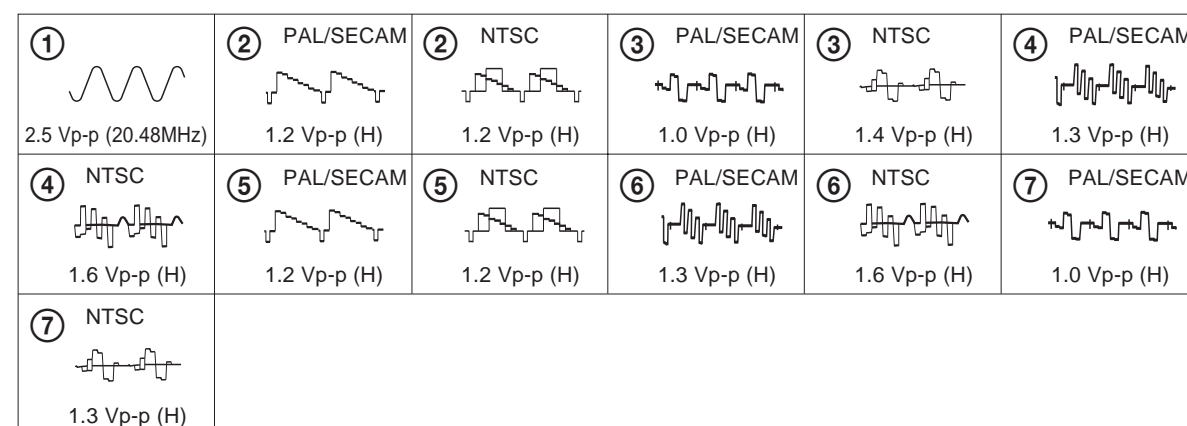 ① ② PAL/SECAM ② NTSC ③ PAL/SECAM ③ NTSC ④ PAL/SECAM
2.5 Vp-p (20.48MHz) 1.2 Vp-p (H) 1.2 Vp-p (H) 1.0 Vp-p (H) 1.4 Vp-p (H) 1.3 Vp-p (H)
④ NTSC ⑤ PAL/SECAM ⑤ NTSC ⑥ PAL/SECAM ⑥ NTSC ⑦ PAL/SECAM
1.6 Vp-p (H) 1.2 Vp-p (H) 1.2 Vp-p (H) 1.3 Vp-p (H) 1.6 Vp-p (H) 1.0 Vp-p (H)
⑦ NTSC
1.3 Vp-p (H)